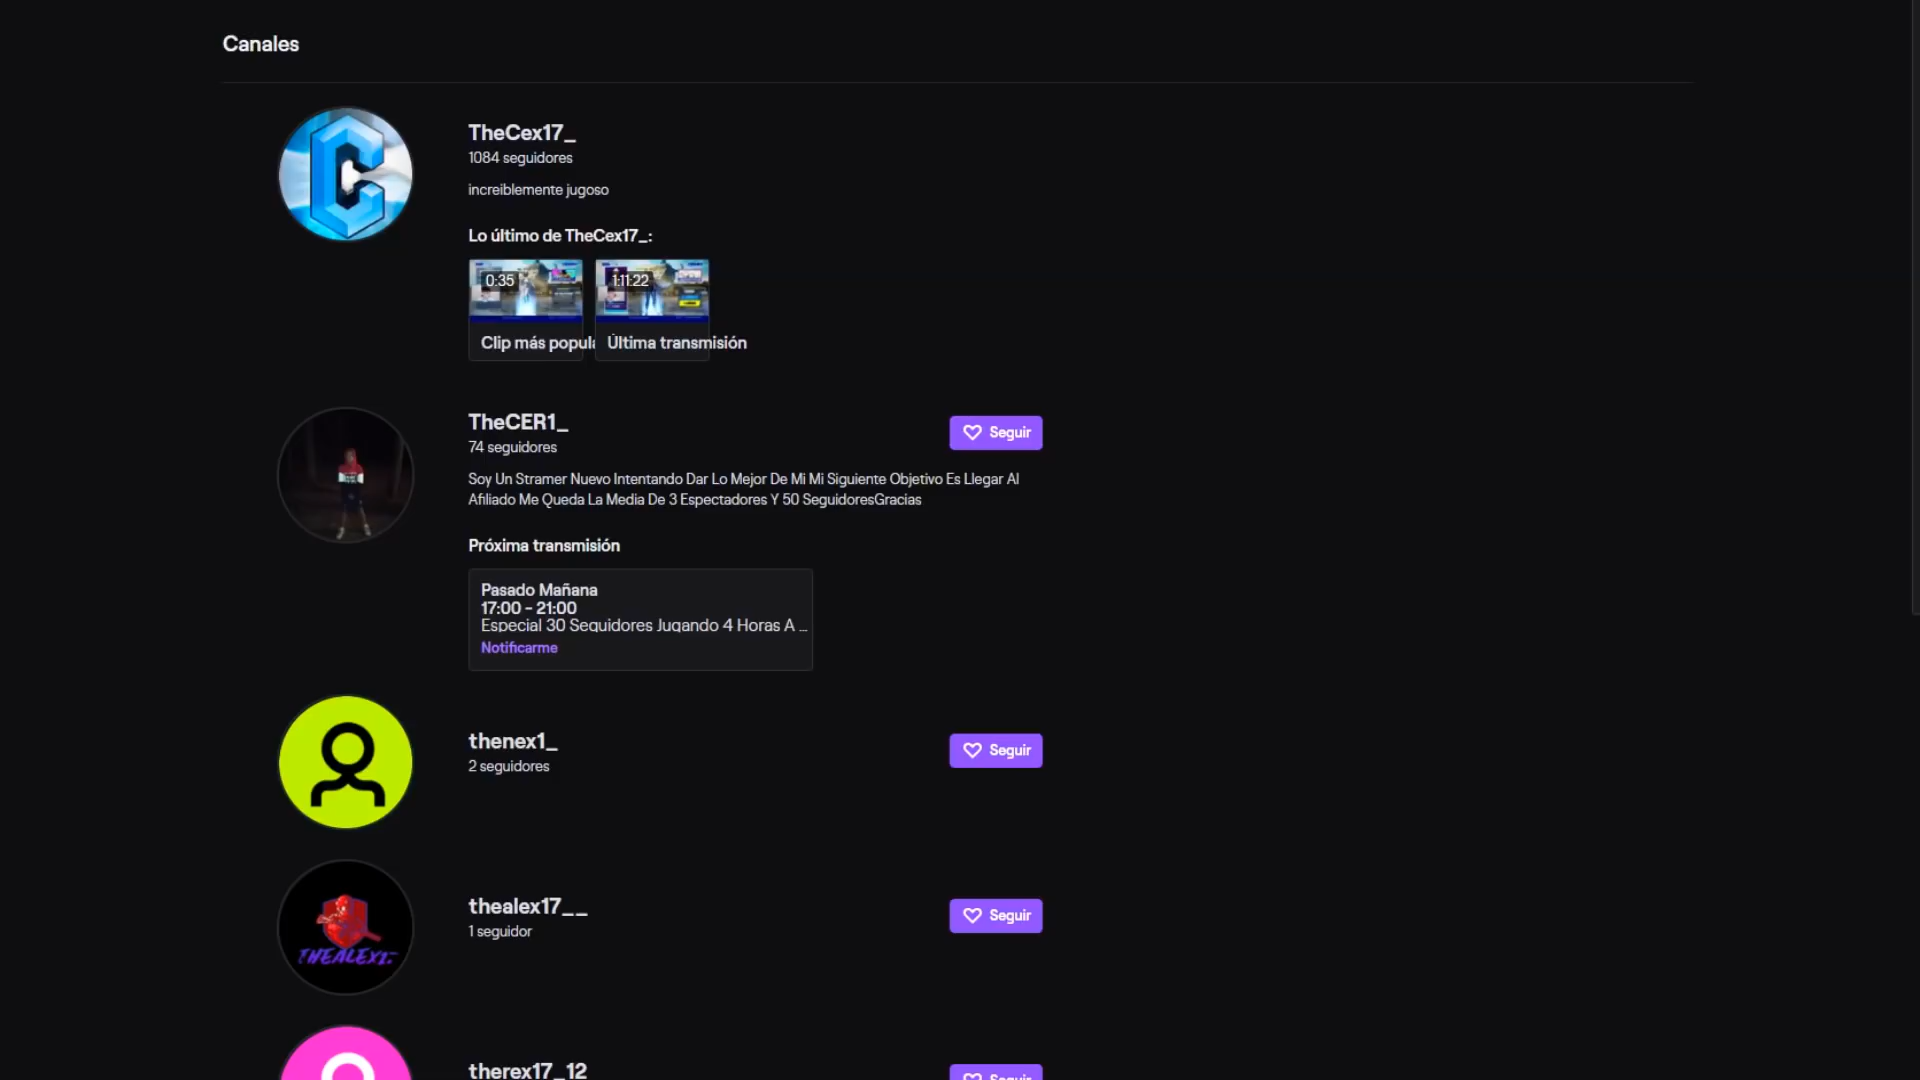 Canales
TheCex17_
1084 seguidores
increiblemente jugoso
Lo último de TheCex17_:
0:35
1:11:22
Clip más popula
Última transmisión
TheCER1_
Seguir
74 seguidores
Soy Un Stramer Nuevo Intentando Dar Lo Mejor De Mi Mi Siguiente Objetivo Es Llegar Al
Afiliado Me Queda La Media De 3 Espectadores Y 50 SeguidoresGracias
Próxima transmisión
Pasado Mañana
17:00 - 21:00
Especial 30 Seguidores Jugando 4 Horas A ...
Notificarme
thenex1_
Seguir
2 seguidores
thealex17__
Seguir
1 seguidor
THEALEX17
therex17_12
Seguir